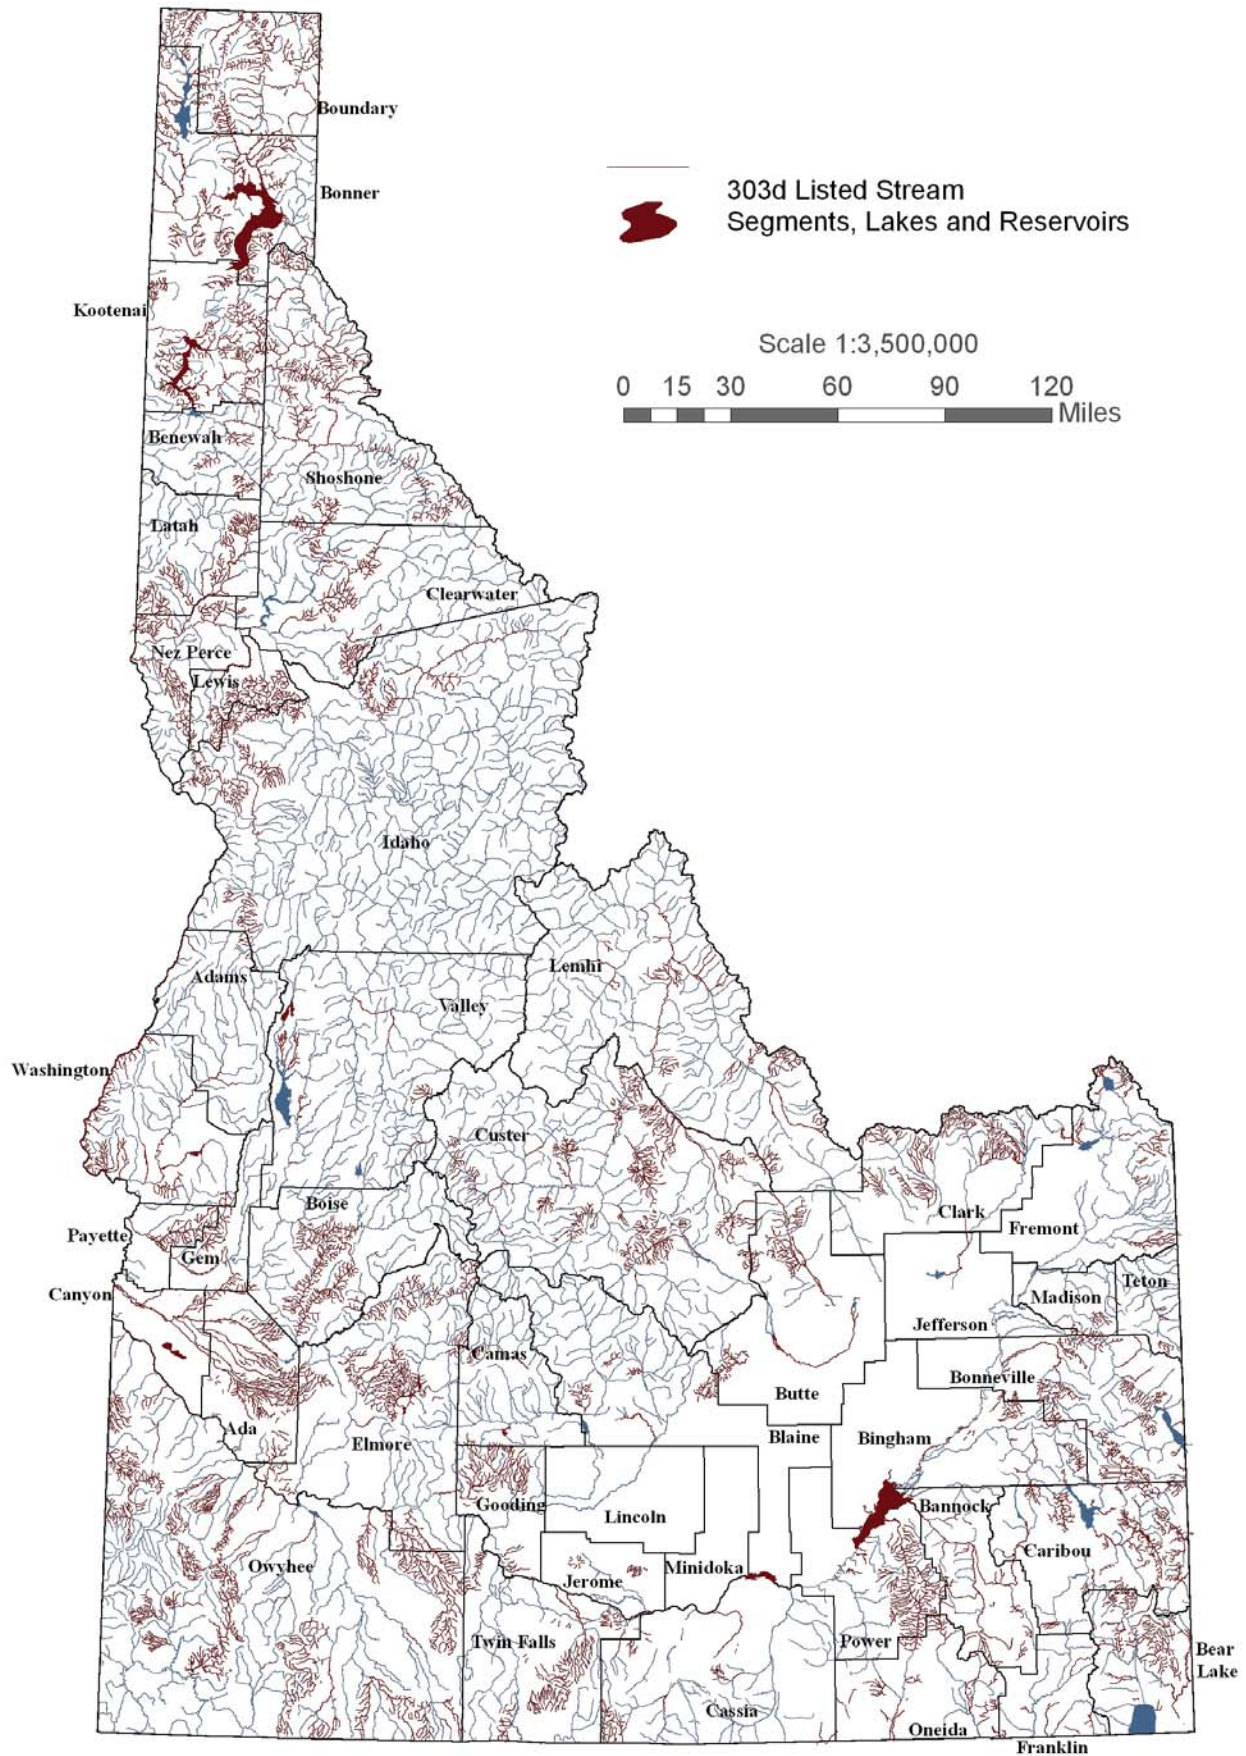 Boundary
Bonner
303d Listed Stream
Segments, Lakes and Reservoirs
Kootenai
Scale 1:3,500,000
0 15 30 60 90 120
Miles
Benewah
Shoshone
Latah
Clearwater
Nez Perce
Lewis
Idaho
Lemhi
Adams
Valley
Washington
Custer
Boise
Clark
Fremont
Payette
Gem
Teton
Canyon
Madison
Jefferson
Camas
Bonneville
Butte
Ada
Blaine
Bingham
Elmore
Gooding
Bannock
Lincoln
Caribou
Owyhee
Minidoka
Jerome
Twin Falls
Power
Bear
Lake
Cassia
Oneida
Franklin